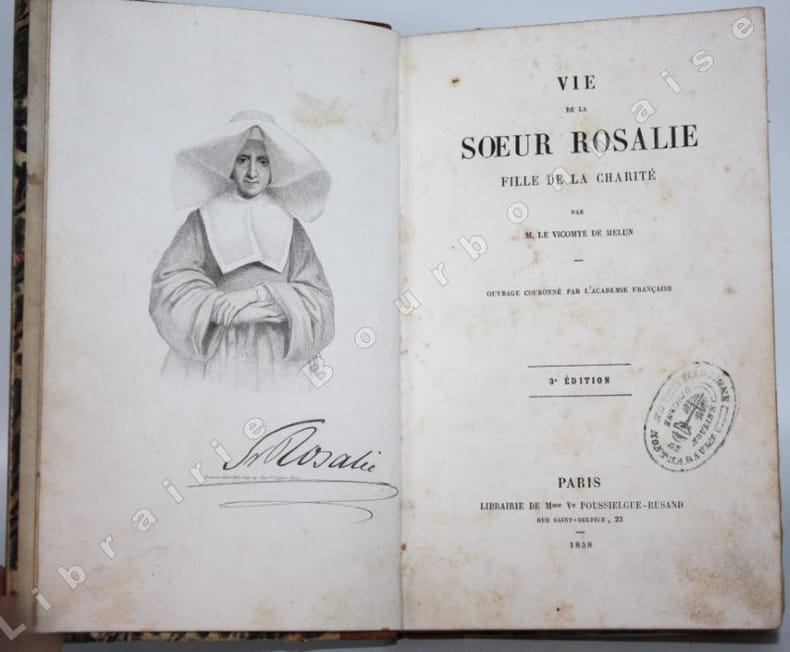 Sr Rosalie
VIE
DE LA
SŒUR ROSALIE
FILLE DE LA CHARITÉ
PAR
M. LE VICOMTE DE MELUN
OUVRAGE COURONNÉ PAR L'ACADÉMIE FRANÇAISE
3e ÉDITION
PARIS
LIBRAIRIE DE Mme Ve POUSSIELGUE-RUSAND
RUE SAINT-SULPICE, 23
1858
Librairie Bourbonnaise